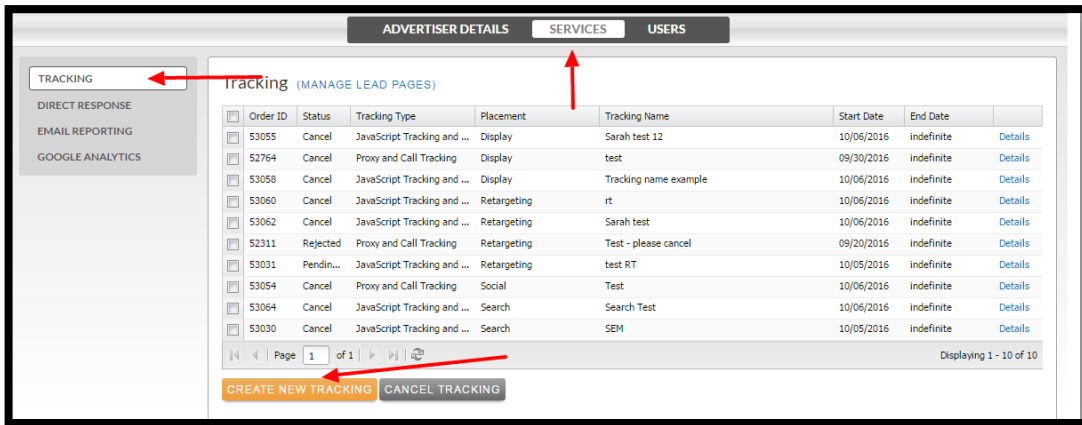 ADVERTISER DETAILS SERVICES USERS
TRACKING
DIRECT RESPONSE
EMAIL REPORTING
GOOGLE ANALYTICS
Tracking (MANAGE LEAD PAGES)
Order ID Status Tracking Type Placement Tracking Name Start Date End Date
53055 Cancel JavaScript Tracking and ... Display Sarah test 12 10/06/2016 indefinite Details
52764 Cancel Proxy and Call Tracking Display test 09/30/2016 indefinite Details
53058 Cancel JavaScript Tracking and ... Display Tracking name example 10/06/2016 indefinite Details
53060 Cancel JavaScript Tracking and ... Retargeting rt 10/06/2016 indefinite Details
53062 Cancel JavaScript Tracking and ... Retargeting Sarah test 10/06/2016 indefinite Details
52311 Rejected Proxy and Call Tracking Retargeting Test - please cancel 09/20/2016 indefinite Details
53031 Pendin... JavaScript Tracking and ... Retargeting test RT 10/05/2016 indefinite Details
53054 Cancel Proxy and Call Tracking Social Test 10/06/2016 indefinite Details
53064 Cancel JavaScript Tracking and ... Search Search Test 10/06/2016 indefinite Details
53030 Cancel JavaScript Tracking and ... Search SEM 10/05/2016 indefinite Details
Page 1 of 1 Displaying 1 - 10 of 10
CREATE NEW TRACKING CANCEL TRACKING